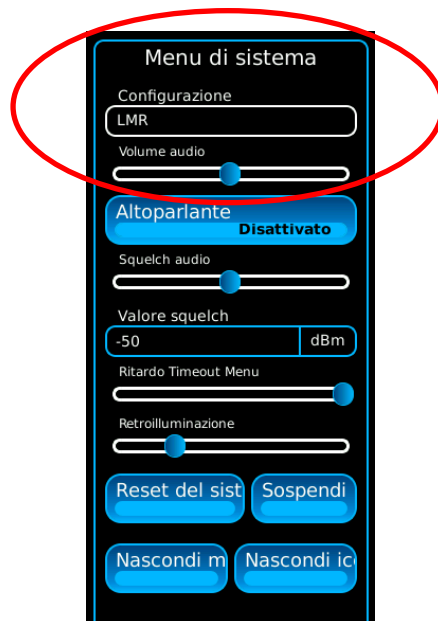 Menu di sistema
Configurazione
LMR
Volume audio
Altoparlante
Disattivato
Squelch audio
Valore squelch
-50 dBm
Ritardo Timeout Menu
Retroilluminazione
Reset del sist Sospendi
Nascondi m Nascondi ico